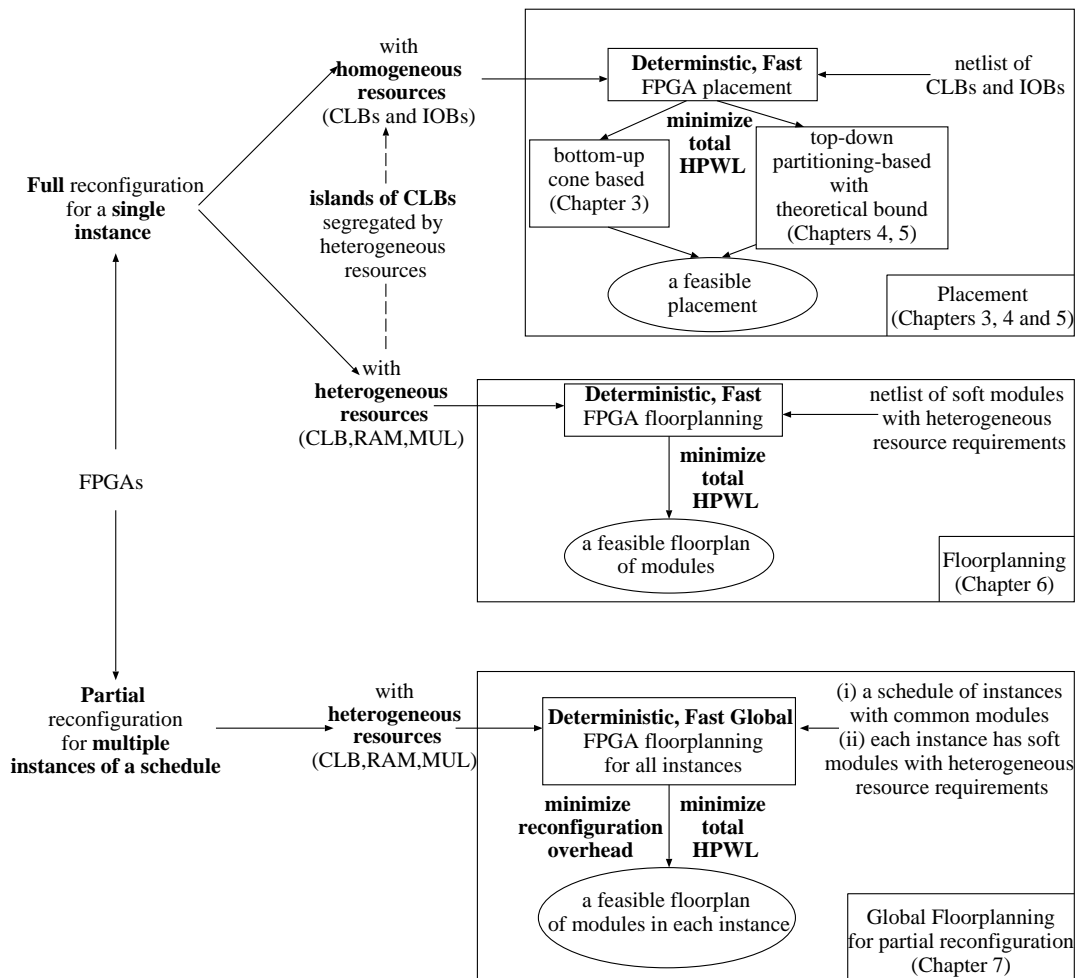 with
homogeneous
resources
(CLBs and IOBs)
Determinstic, Fast
FPGA placement
netlist of
CLBs and IOBs
minimize
total
HPWL
bottom-up
cone based
(Chapter 3)
top-down
partitioning-based
with
theoretical bound
(Chapters 4, 5)
a feasible
placement
Placement
(Chapters 3, 4 and 5)
Full reconfiguration
for a single
instance
islands of CLBs
segregated by
heterogeneous
resources
with
heterogeneous
resources
(CLB,RAM,MUL)
Deterministic, Fast
FPGA floorplanning
netlist of soft modules
with heterogeneous
resource requirements
minimize
total
HPWL
a feasible floorplan
of modules
Floorplanning
(Chapter 6)
FPGAs
Partial
reconfiguration
for multiple
instances of a schedule
with
heterogeneous
resources
(CLB,RAM,MUL)
Deterministic, Fast Global
FPGA floorplanning
for all instances
(i) a schedule of instances
with common modules
(ii) each instance has soft
modules with heterogeneous
resource requirements
minimize
reconfiguration
overhead
minimize
total
HPWL
a feasible floorplan
of modules in each instance
Global Floorplanning
for partial reconfiguration
(Chapter 7)